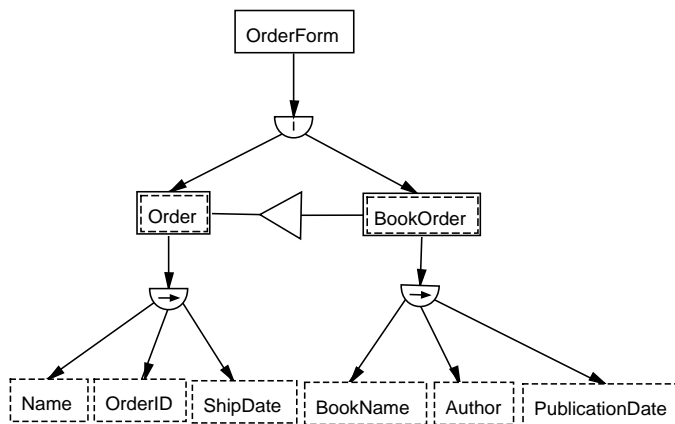 OrderForm
Order
BookOrder
Name
OrderID
ShipDate
BookName
Author
PublicationDate